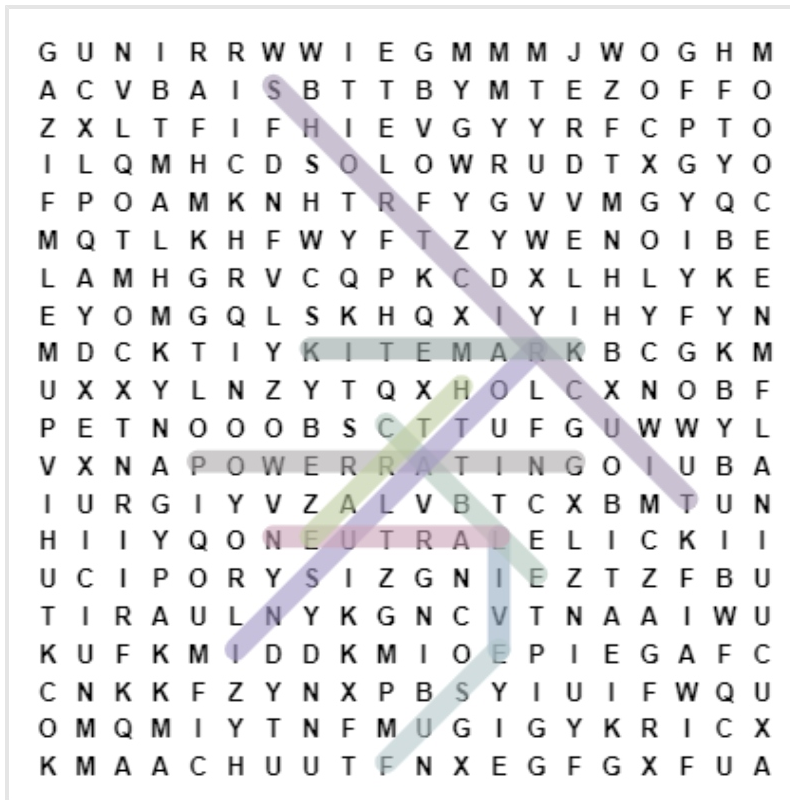 G U N I R R W W I E G M M M J W O G H M
A C V B A I S B T T B Y M T E Z O F F O
Z X L T F I F H I E V G Y Y R F C P T O
I L Q M H C D S O L O W R U D T X G Y O
F P O A M K N H T R F Y G V V M G Y Q C
M Q T L K H F W Y F T Z Y W E N O I B E
L A M H G R V C Q P K C D X L H L Y K E
E Y O M G Q L S K H Q X I Y I H Y F Y N
M D C K T I Y K I T E M A R K B C G K M
U X X Y L N Z Y T Q X H O L C X N O B F
P E T N O O O B S C T T U F G U W W Y L
V X N A P O W E R R A T I N G O I U B A
I U R G I Y V Z A L V B T C X B M T U N
H I I Y Q O N E U T R A L E L I C K I I
U C I P O R Y S I Z G N I E Z T Z F B U
T I R A U L N Y K G N C V T N A A I W U
K U F K M I D D K M I O E P I E G A F C
C N K K F Z Y N X P B S Y I U I F W Q U
O M Q M I Y T N F M U G I G Y K R I C X
K M A A C H U U T F N X E G F G X F U A